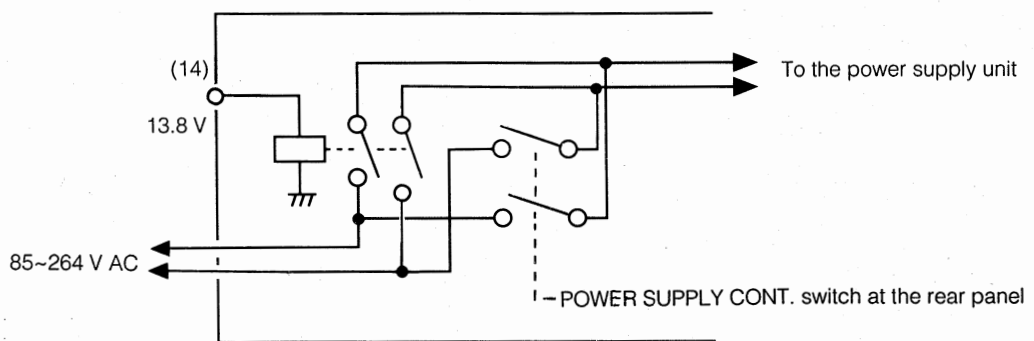 (14)
To the power supply unit
13.8 V
85~264 V AC
POWER SUPPLY CONT. switch at the rear panel